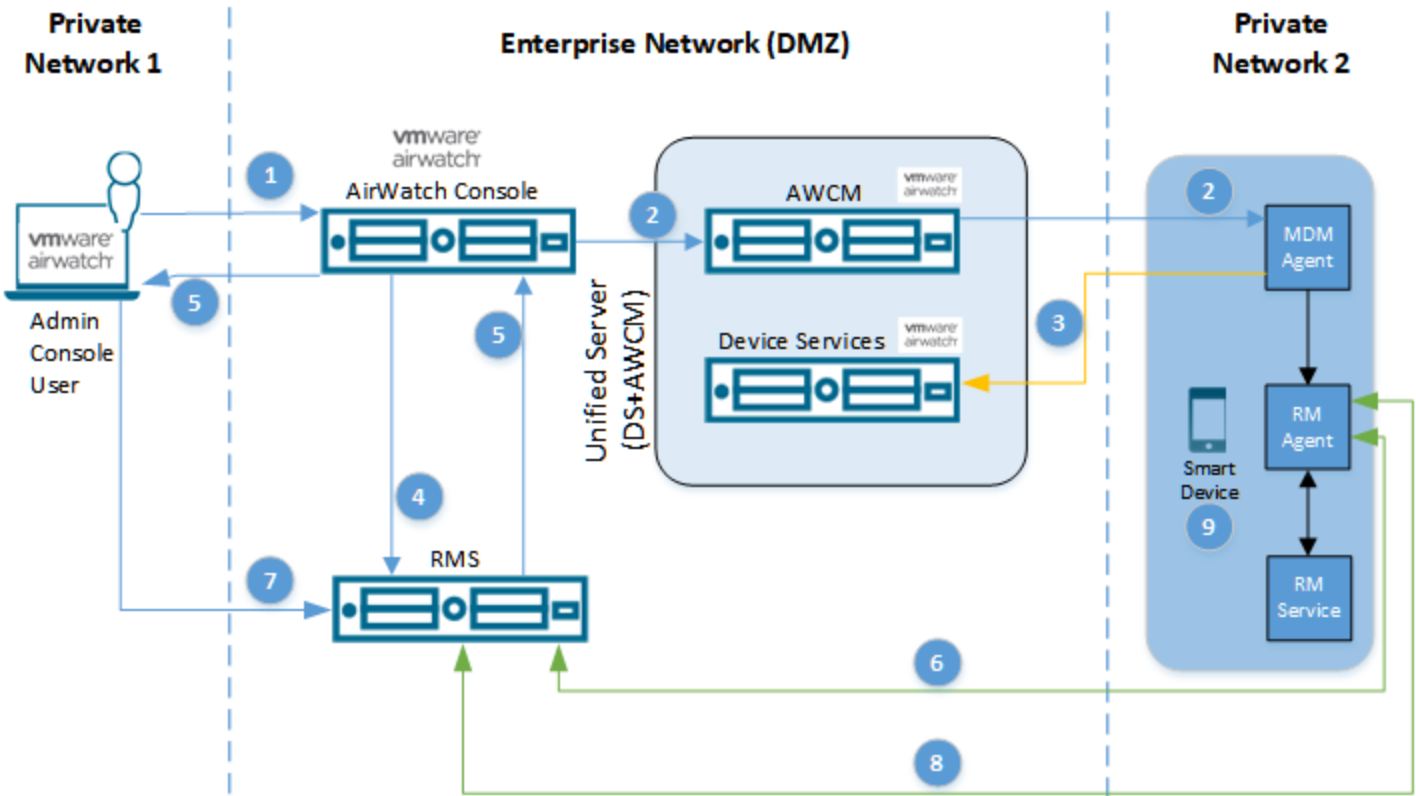 Private
Network 1
Enterprise Network (DMZ)
Private
Network 2
vmware
airwatch
AirWatch Console
1
vmware
airwatch
5
Admin
Console
User
2
AWCM
vmware
airwatch
Device Services
vmware
airwatch
Unified Server
(DS+AWCM)
5
3
2
MDM
Agent
RM
Agent
Smart
Device
9
RM
Service
4
RMS
7
6
8